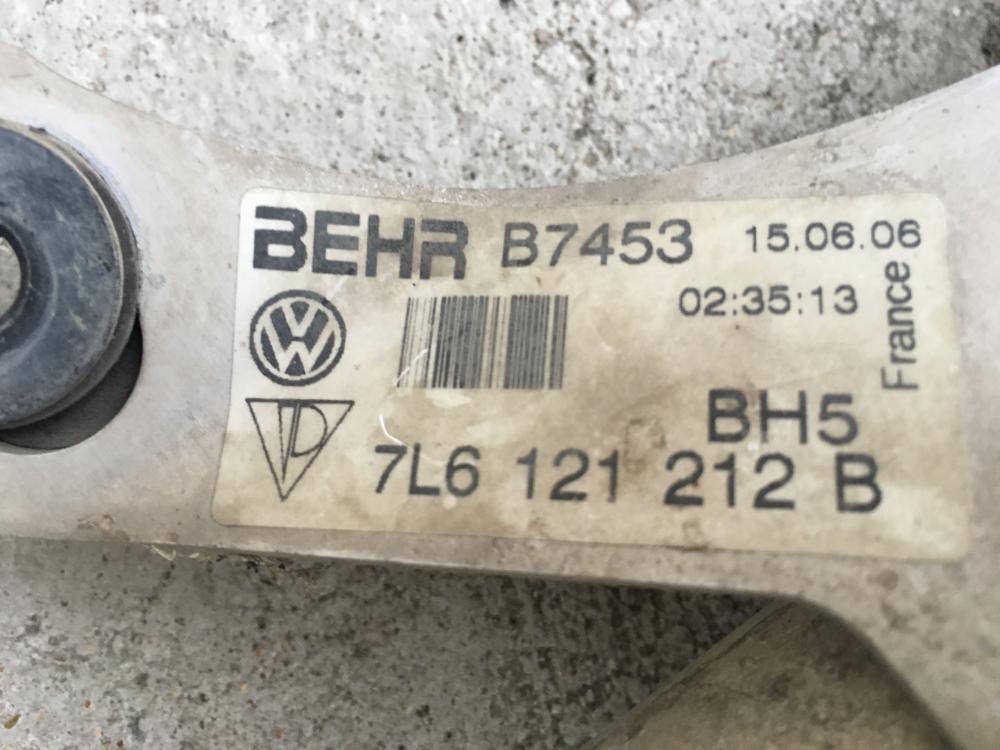 BEHR B7453 15.06.06
02:35:13
France
BH5
7L6 121 212 B